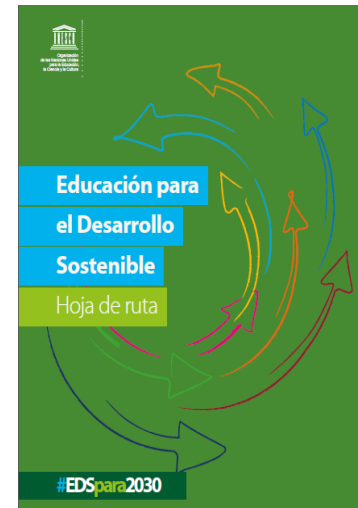 Organización
de las Naciones Unidas
para la Educación,
la Ciencia y la Cultura
Educación para
el Desarrollo
Sostenible
Hoja de ruta
#EDSpara2030